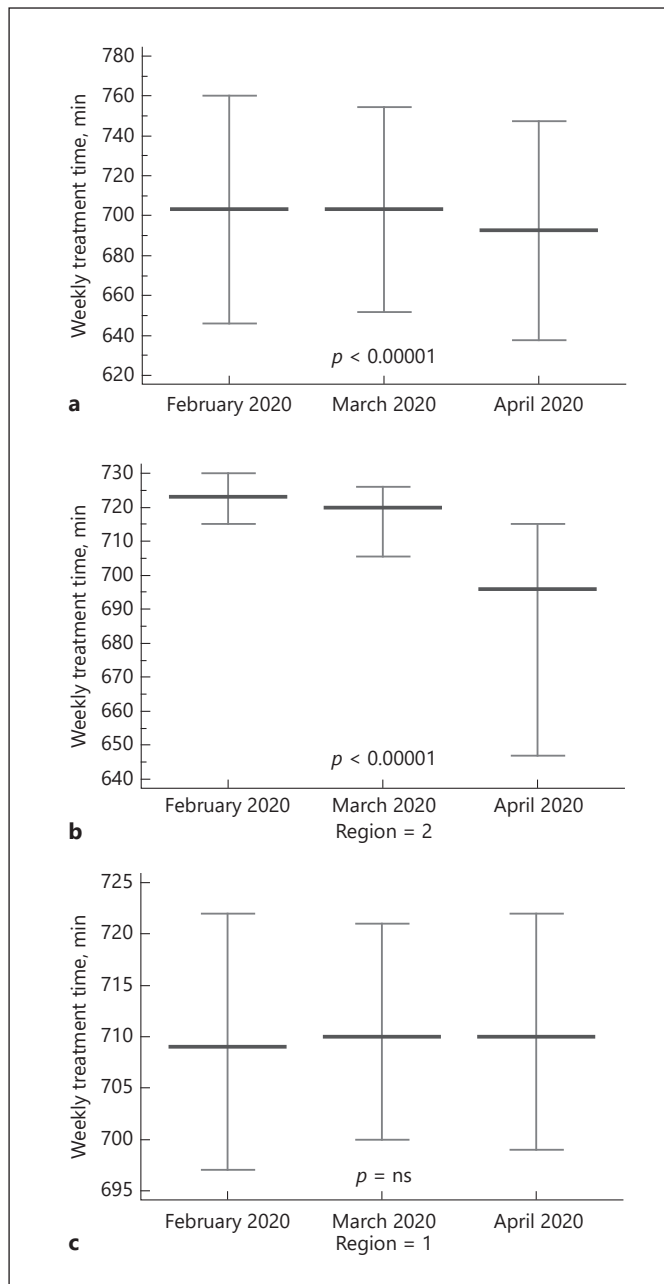 780
760
740
720
700
680
660
640
620
Weekly treatment time, min
p < 0.00001
February 2020 March 2020 April 2020
a
730
720
710
700
690
680
670
660
650
640
Weekly treatment time, min
p < 0.00001
February 2020 March 2020 April 2020
Region = 2
b
725
720
715
710
705
700
695
Weekly treatment time, min
p = ns
February 2020 March 2020 April 2020
Region = 1
c